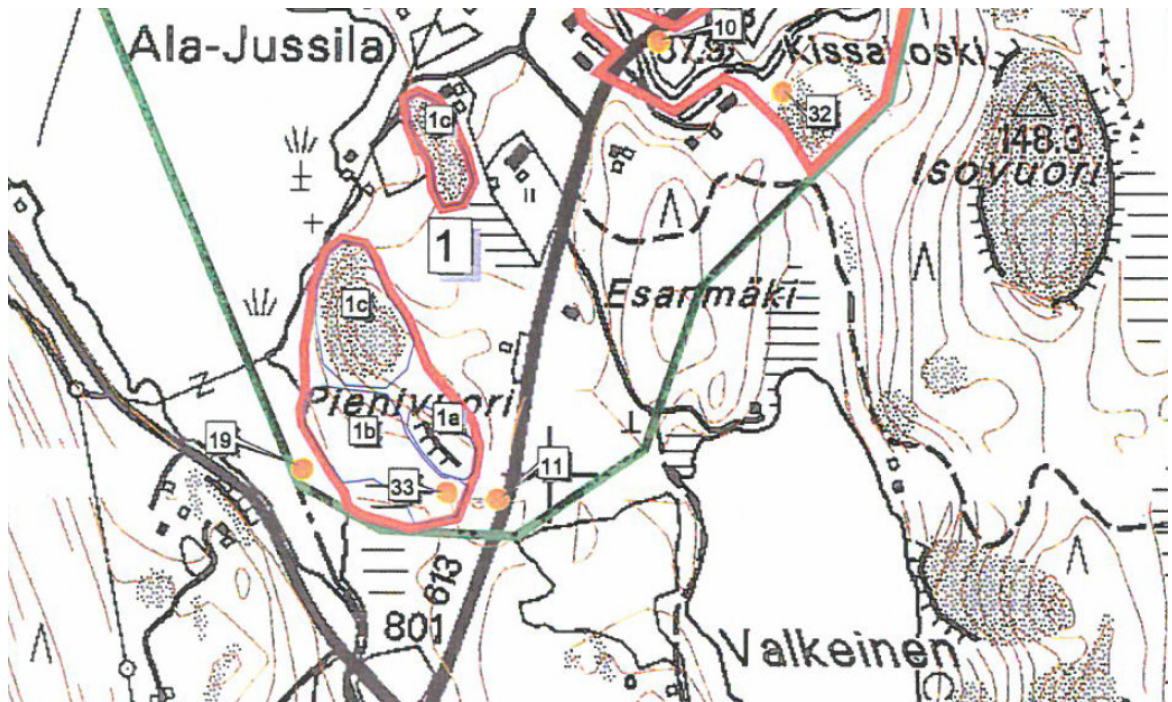 10
Ala-Jussila
37.9
Kissakoski
1c
32
148.3
Isovuori
1
1c
Esarimäki
Pienivuori
1a
1b
19
11
33
613
801
Valkeinen